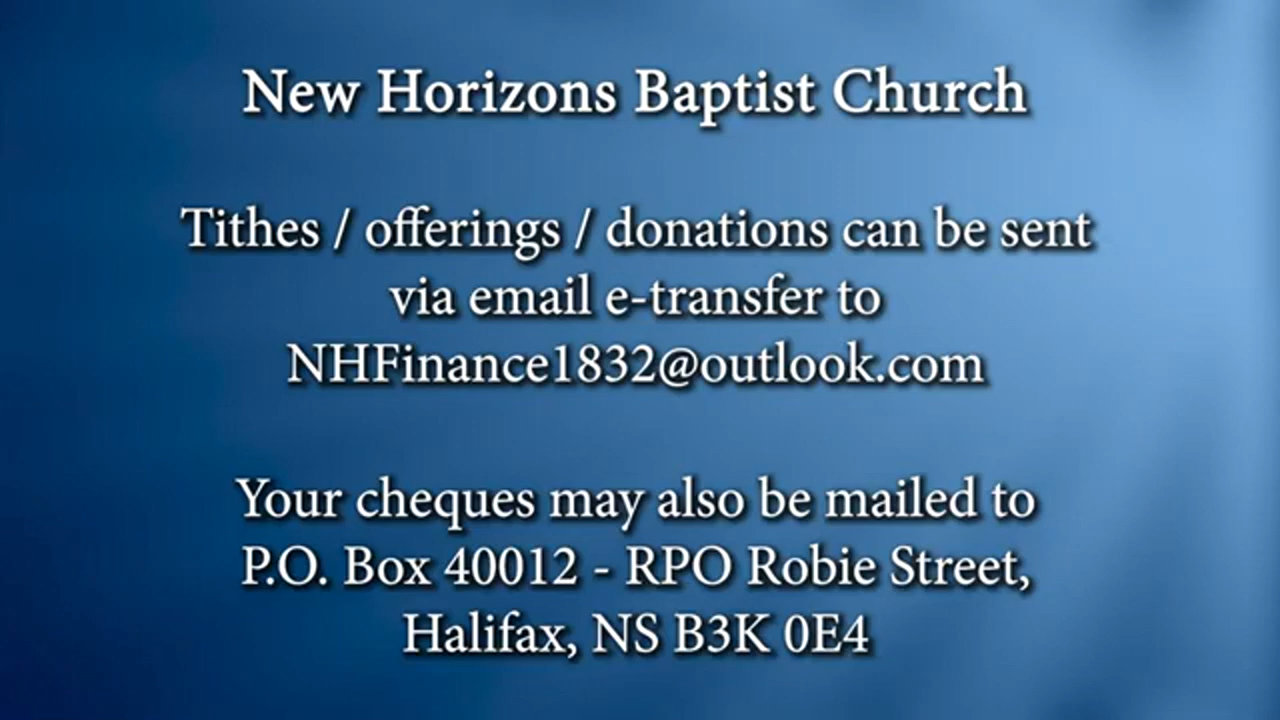 New Horizons Baptist Church
Tithes / offerings / donations can be sent
via email e-transfer to
NHFinance1832@outlook.com
Your cheques may also be mailed to
P.O. Box 40012 - RPO Robie Street,
Halifax, NS B3K 0E4